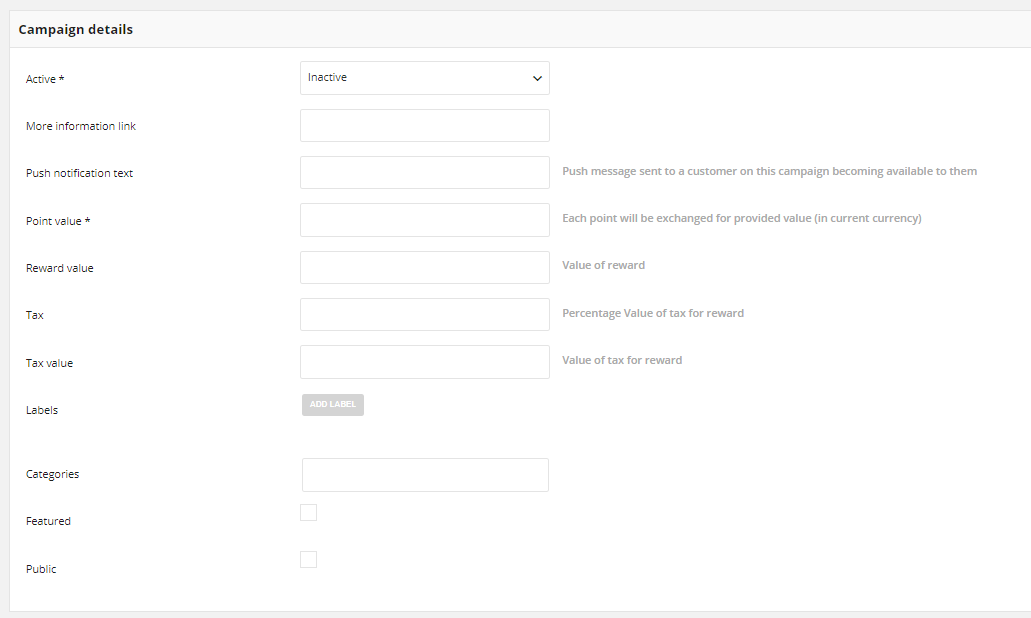 Campaign details
Active *
Inactive
More information link
Push notification text
Push message sent to a customer on this campaign becoming available to them
Point value *
Each point will be exchanged for provided value (in current currency)
Reward value
Value of reward
Tax
Percentage Value of tax for reward
Tax value
Value of tax for reward
Labels
ADD LABEL
Categories
Featured
Public